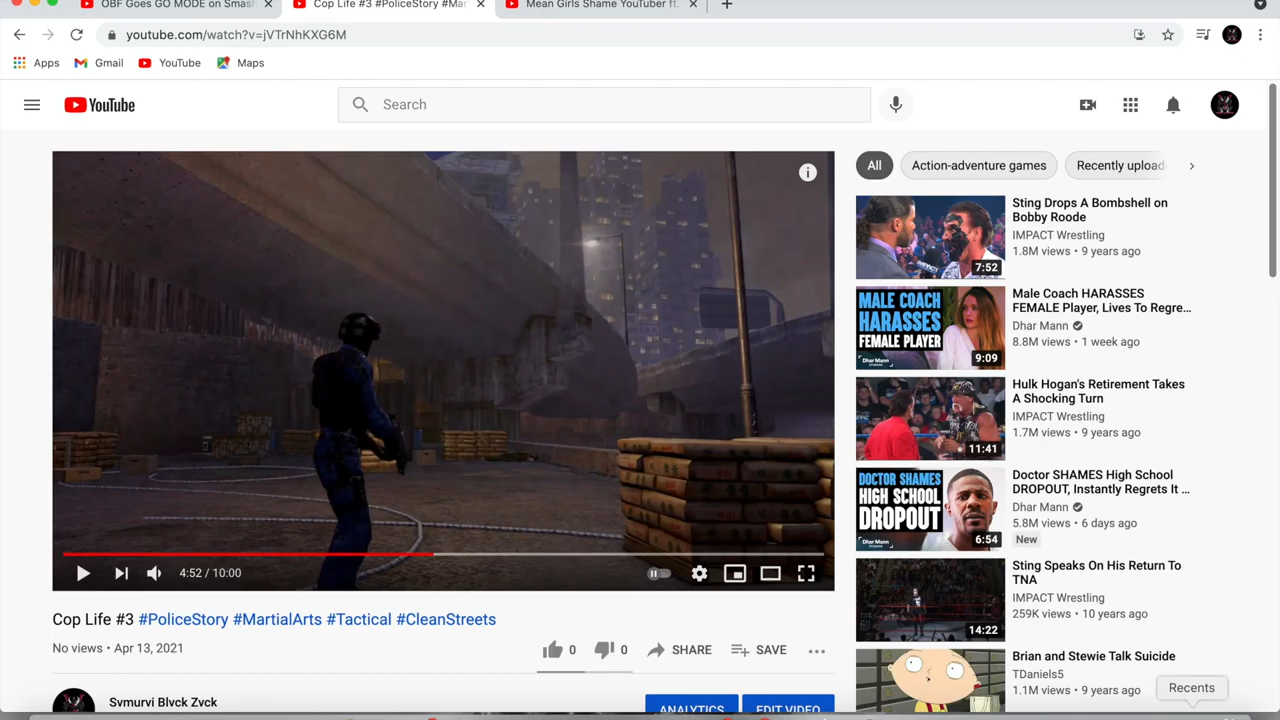 OBF Goes GO MODE on Smash
Cop Life #3 #PoliceStory #Mar
Mean Girls Shame YouTuber ft.
youtube.com/watch?v=jVTrNhKXG6M
Apps
Gmail
YouTube
Maps
YouTube
Search
All
Action-adventure games
Recently upload
Sting Drops A Bombshell on
Bobby Roode
IMPACT Wrestling
1.8M views • 9 years ago
7:52
MALE COACH
HARASSES
FEMALE PLAYER
Dhar Mann
9:09
Male Coach HARASSES
FEMALE Player, Lives To Regre...
Dhar Mann
8.8M views • 1 week ago
11:41
Hulk Hogan's Retirement Takes
A Shocking Turn
IMPACT Wrestling
1.7M views • 9 years ago
DOCTOR SHAMES
HIGH SCHOOL
DROPOUT
Dhar Mann
6:54
Doctor SHAMES High School
DROPOUT, Instantly Regrets It ...
Dhar Mann
5.8M views • 6 days ago
New
14:22
Sting Speaks On His Return To
TNA
IMPACT Wrestling
259K views • 10 years ago
Brian and Stewie Talk Suicide
TDaniels5
1.1M views • 9 years ago
Recents
4:52 / 10:00
Cop Life #3 #PoliceStory #MartialArts #Tactical #CleanStreets
No views • Apr 13, 2021
0
0
SHARE
SAVE
Svmurvi Blvck Zvck
ANALYTICS
EDIT VIDEO